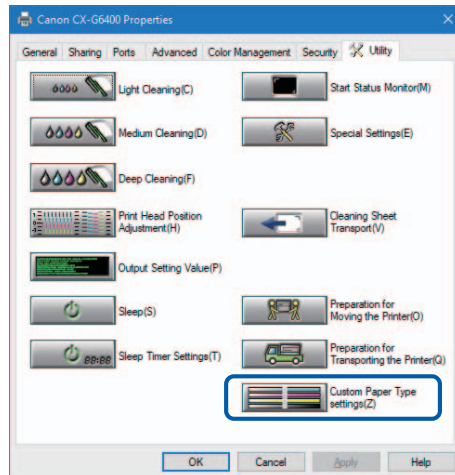 Canon CX-G6400 Properties
General Sharing Ports Advanced Color Management Security Utility
Light Cleaning(C)
Start Status Monitor(M)
Medium Cleaning(D)
Special Settings(E)
Deep Cleaning(F)
Print Head Position
Adjustment(H)
Cleaning Sheet
Transport(V)
Output Setting Value(P)
Sleep(S)
Preparation for
Moving the Printer(O)
88:88
Sleep Timer Settings(T)
Preparation for
Transporting the Printer(Q)
Custom Paper Type
settings(Z)
OK Cancel Apply Help